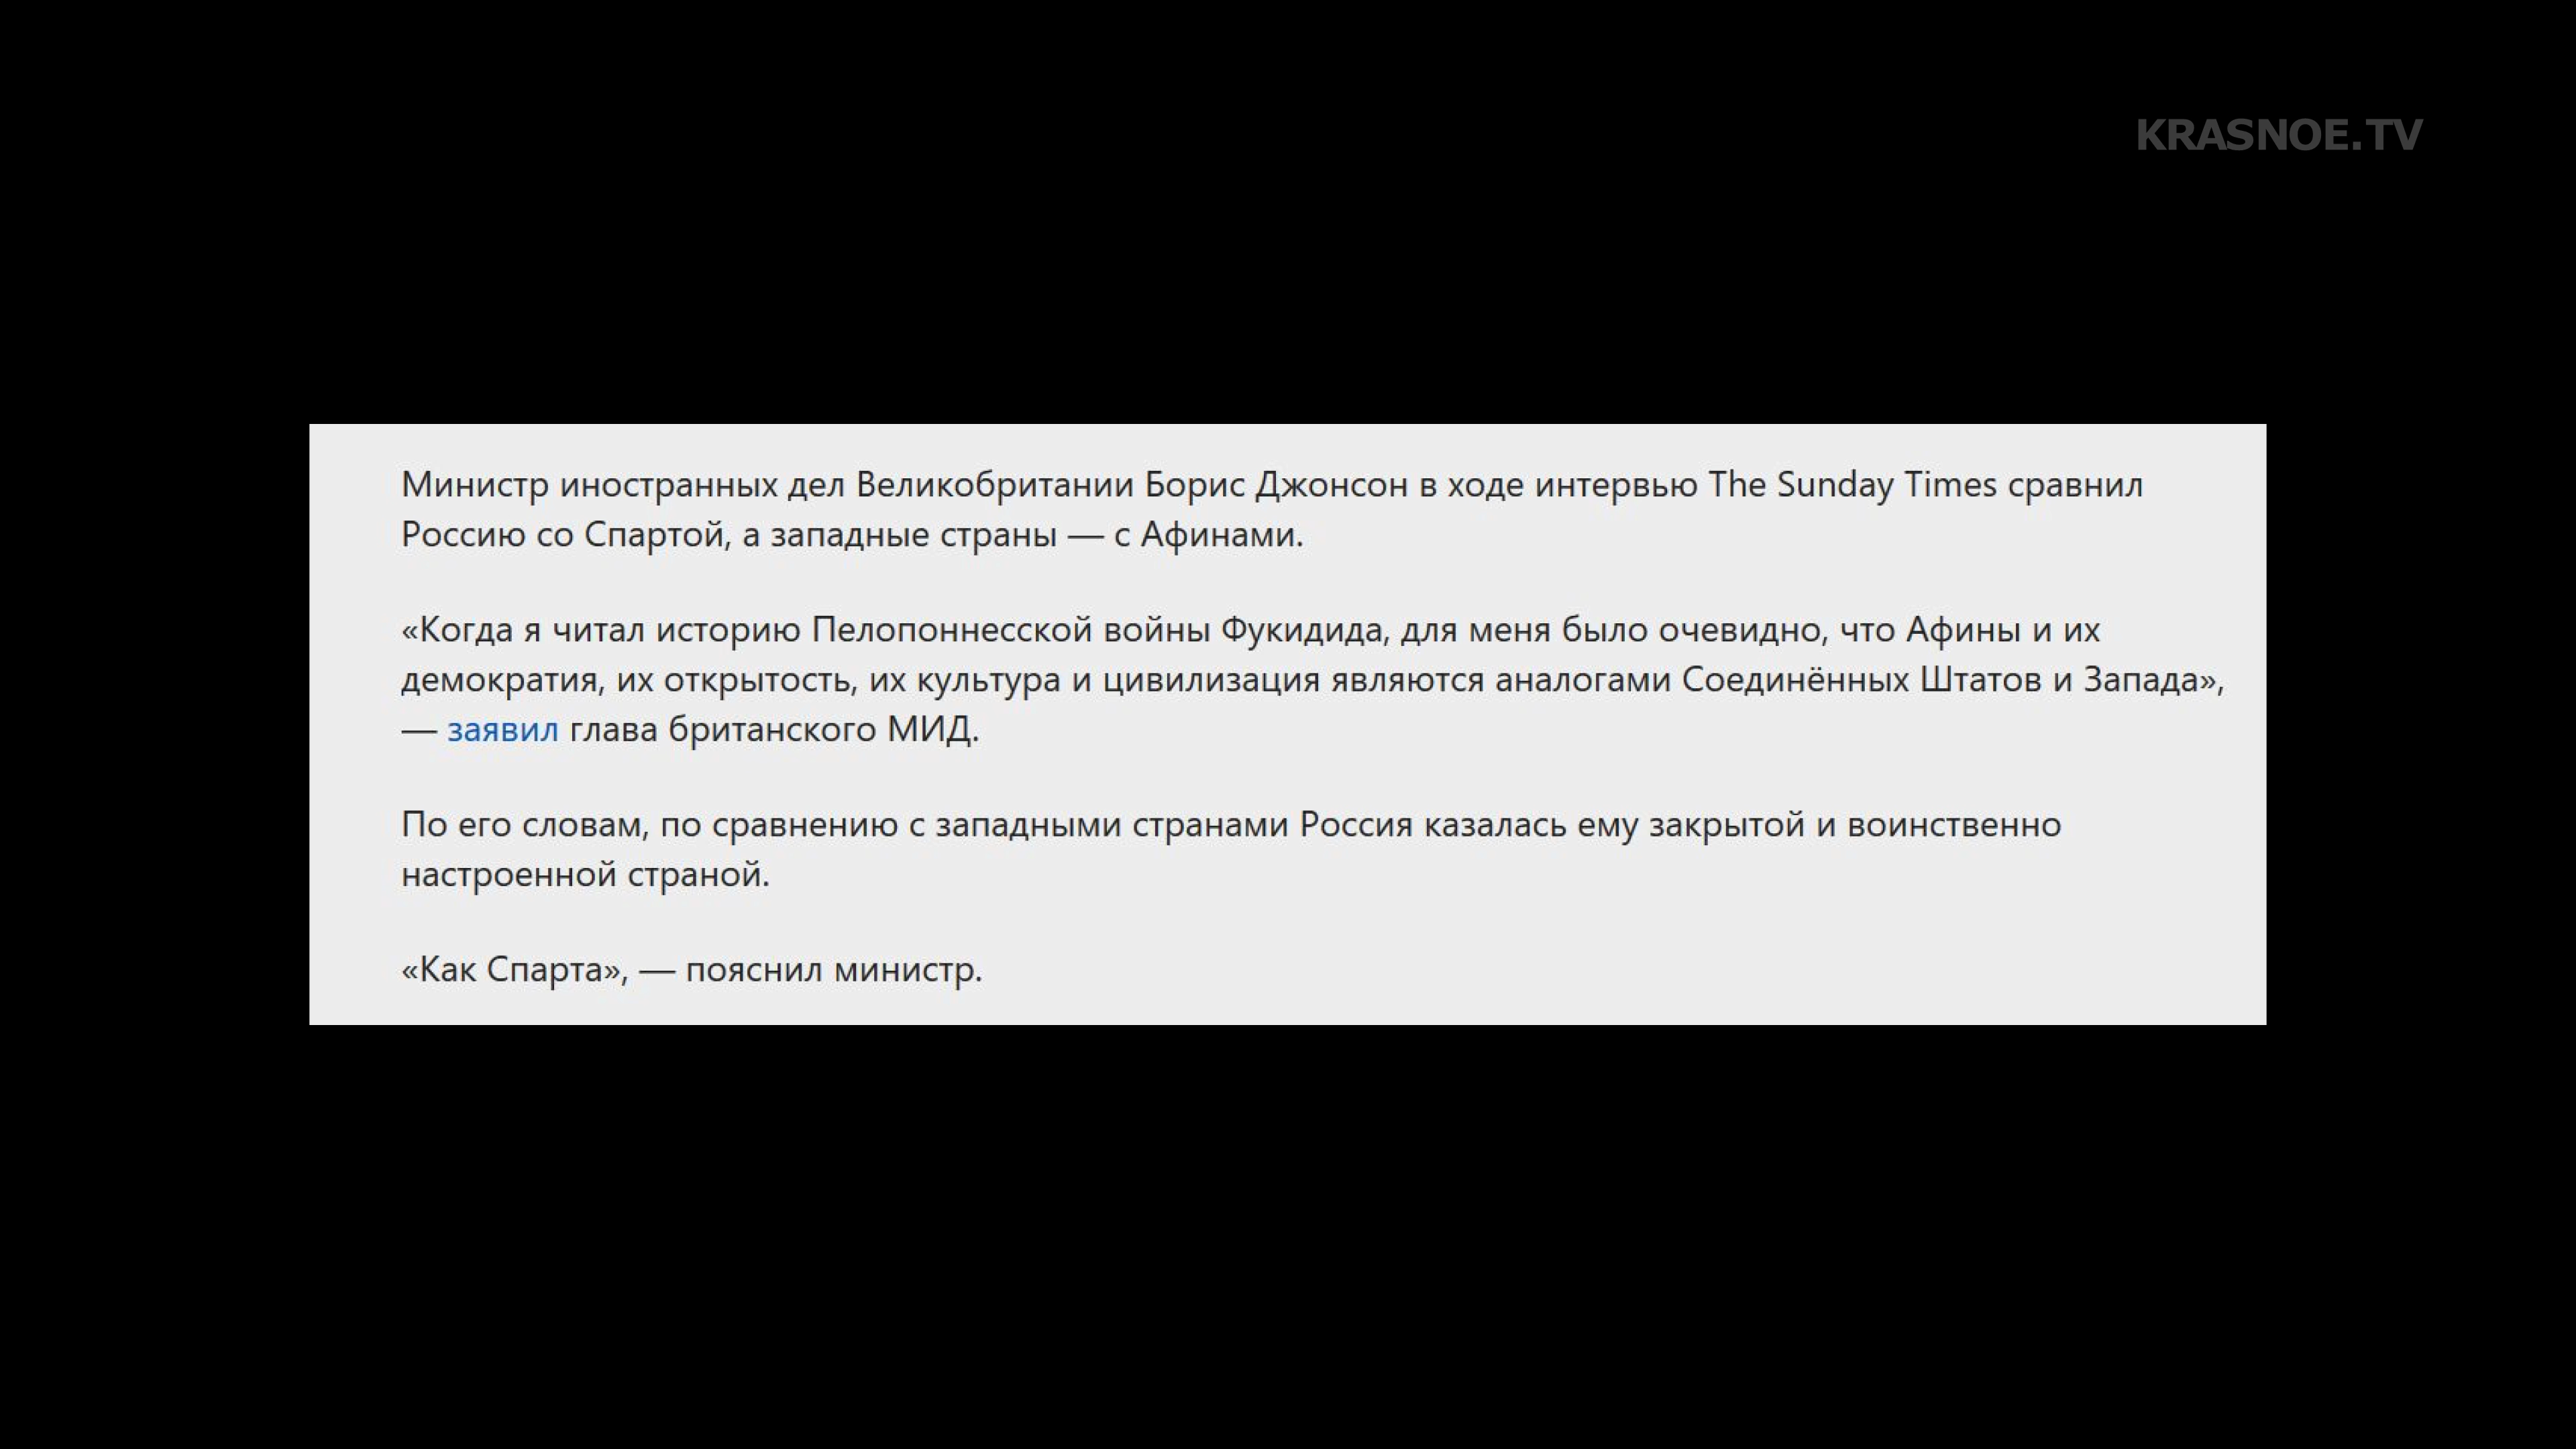 KRASNOE.TV
Министр иностранных дел Великобритании Борис Джонсон в ходе интервью The Sunday Times сравнил
Россию со Спартой, а западные страны — с Афинами.
«Когда я читал историю Пелопоннесской войны Фукидида, для меня было очевидно, что Афины и их
демократия, их открытость, их культура и цивилизация являются аналогами Соединённых Штатов и Запада»,
— заявил глава британского МИД.
По его словам, по сравнению с западными странами Россия казалась ему закрытой и воинственно
настроенной страной.
«Как Спарта», — пояснил министр.